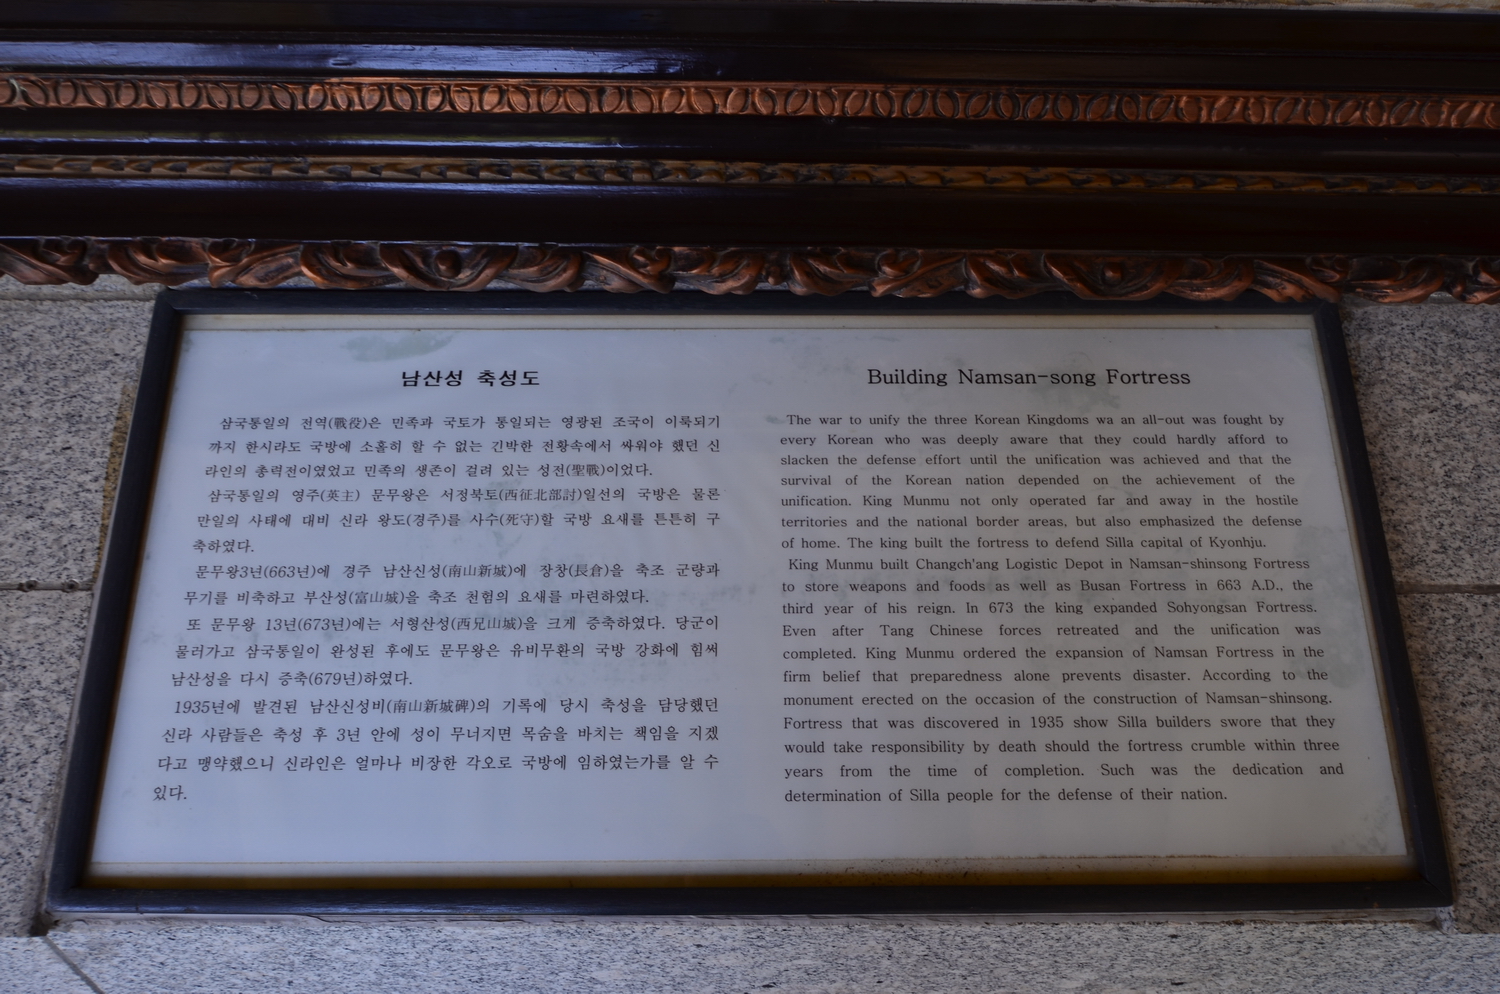 남산성 축성도
삼국통일의 전역(戰役)은 민족과 국토가 통일되는 영광된 조국이 이룩되기
까지 한시라도 국방에 소홀히 할 수 없는 긴박한 전황속에서 싸워야 했던 신
라인의 총력전이였었고 민족의 생존이 걸려 있는 성전(聖戰)이었다.
삼국통일의 영주(英主) 문무왕은 서정북토(西征北部討)일선의 국방은 물론
만일의 사태에 대비 신라 왕도(경주)를 사수(死守)할 국방 요새를 튼튼히 구
축하였다.
문무왕3년(663년)에 경주 남산신성(南山新城)에 장창(長倉)을 축조 군량과
무기를 비축하고 부산성(富山城)을 축조 천험의 요새를 마련하였다.
또 문무왕 13년(673년)에는 서형산성(西兄山城)을 크게 증축하였다. 당군이
물러가고 삼국통일이 완성된 후에도 문무왕은 유비무환의 국방 강화에 힘써
남산성을 다시 증축(679년)하였다.
1935년에 발견된 남산신성비(南山新城碑)의 기록에 당시 축성을 담당했던
신라 사람들은 축성 후 3년 안에 성이 무너지면 목숨을 바치는 책임을 지겠
다고 맹약했으니 신라인은 얼마나 비장한 각오로 국방에 임하였는가를 알 수
있다.
Building Namsan-song Fortress
The war to unify the three Korean Kingdoms wa an all-out was fought by
every Korean who was deeply aware that they could hardly afford to
slacken the defense effort until the unification was achieved and that the
survival of the Korean nation depended on the achievement of the
unification. King Munmu not only operated far and away in the hostile
territories and the national border areas, but also emphasized the defense
of home. The king built the fortress to defend Silla capital of Kyonhju.
King Munmu built Changch'ang Logistic Depot in Namsan-shinsong Fortress
to store weapons and foods as well as Busan Fortress in 663 A.D., the
third year of his reign. In 673 the king expanded Sohyongsan Fortress.
Even after Tang Chinese forces retreated and the unification was
completed. King Munmu ordered the expansion of Namsan Fortress in the
firm belief that preparedness alone prevents disaster. According to the
monument erected on the occasion of the construction of Namsan-shinsong.
Fortress that was discovered in 1935 show Silla builders swore that they
would take responsibility by death should the fortress crumble within three
years from the time of completion. Such was the dedication and
determination of Silla people for the defense of their nation.